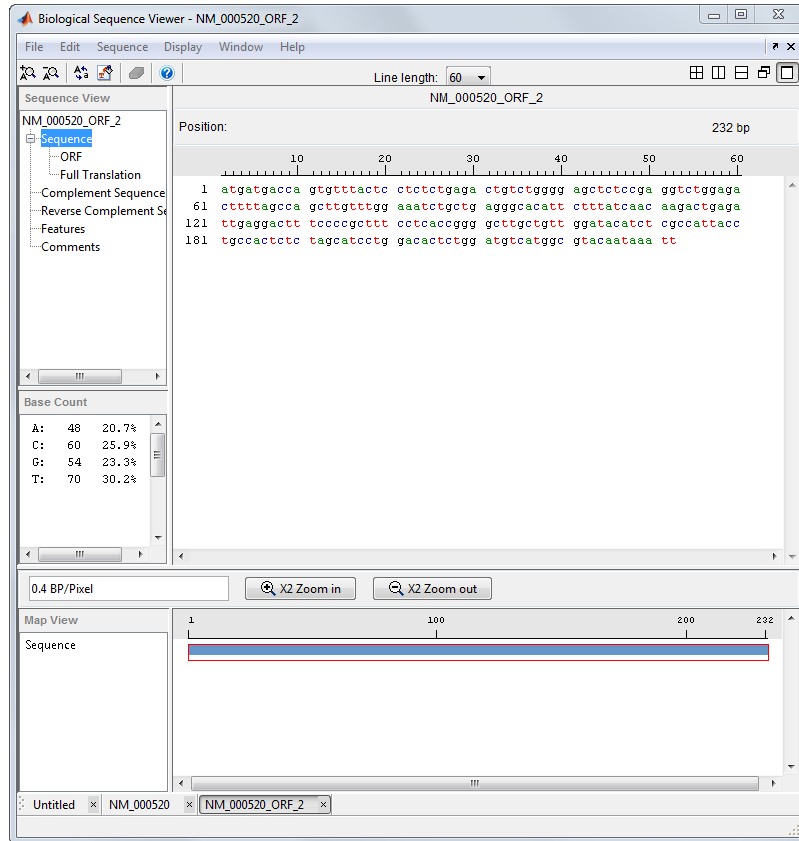 Biological Sequence Viewer - NM_000520_ORF_2
File Edit Sequence Display Window Help
Line length: 60
Sequence View
NM_000520_ORF_2
Sequence
ORF
Full Translation
Complement Sequence
Reverse Complement Se
Features
Comments
NM_000520_ORF_2
Position: 232 bp
10 20 30 40 50 60
1 atgatgacca gtgtttactc cctctctgag actgtctgggg agctctccga ggtctggaga
61 cttttagcca gcttgtttgg aaatctgctg agggcacatt ctttatcaac aagactgaga
121 ttgaggactt tccccgcttt cctcaccggg gcttgctgtt ggatacatct cgccattacc
181 tgccactctc tagcatcctg gacactctgg atgtcatggc gtacaataaa tt
Base Count
A: 48 20.7%
C: 60 25.9%
G: 54 23.3%
T: 70 30.2%
0.4 BP/Pixel X2 Zoom in X2 Zoom out
Map View
Sequence
1 100 200 232
Untitled NM_000520 NM_000520_ORF_2